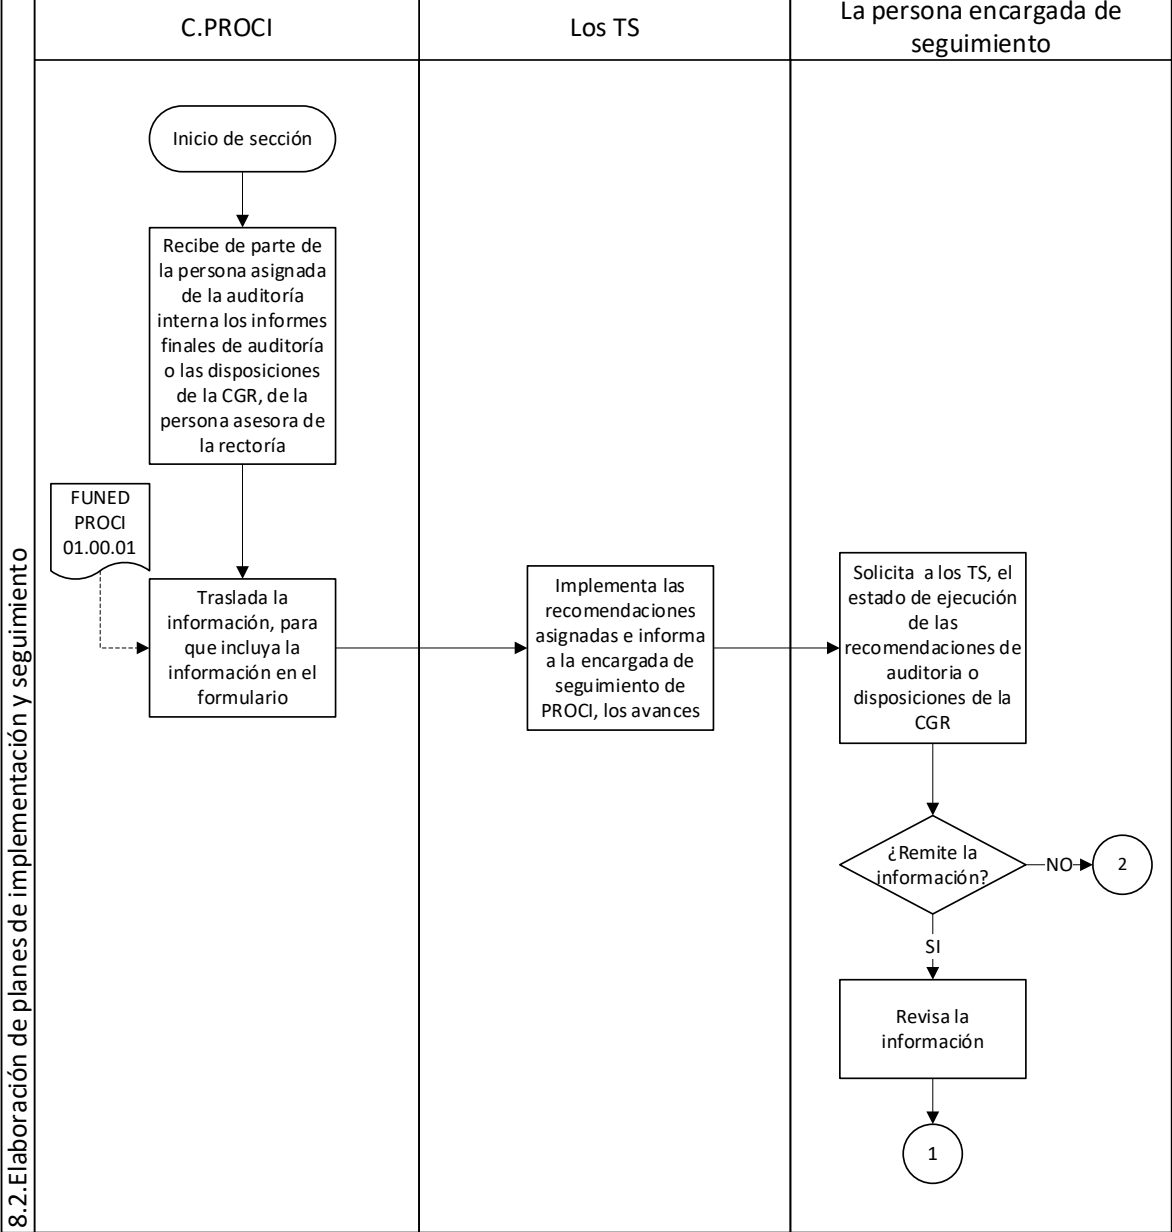 C.PROCI
Los TS
La persona encargada de
seguimiento
8.2.Elaboración de planes de implementación y seguimiento
Inicio de sección
Recibe de parte de
la persona asignada
de la auditoría
interna los informes
finales de auditoría
o las disposiciones
de la CGR, de la
persona asesora de
la rectoría
FUNED
PROCI
01.00.01
Traslada la
información, para
que incluya la
información en el
formulario
Implementa las
recomendaciones
asignadas e informa
a la encargada de
seguimiento de
PROCI, los avances
Solicita a los TS, el
estado de ejecución
de las
recomendaciones de
auditoria o
disposiciones de la
CGR
¿Remite la
información?
NO
2
SI
Revisa la
información
1